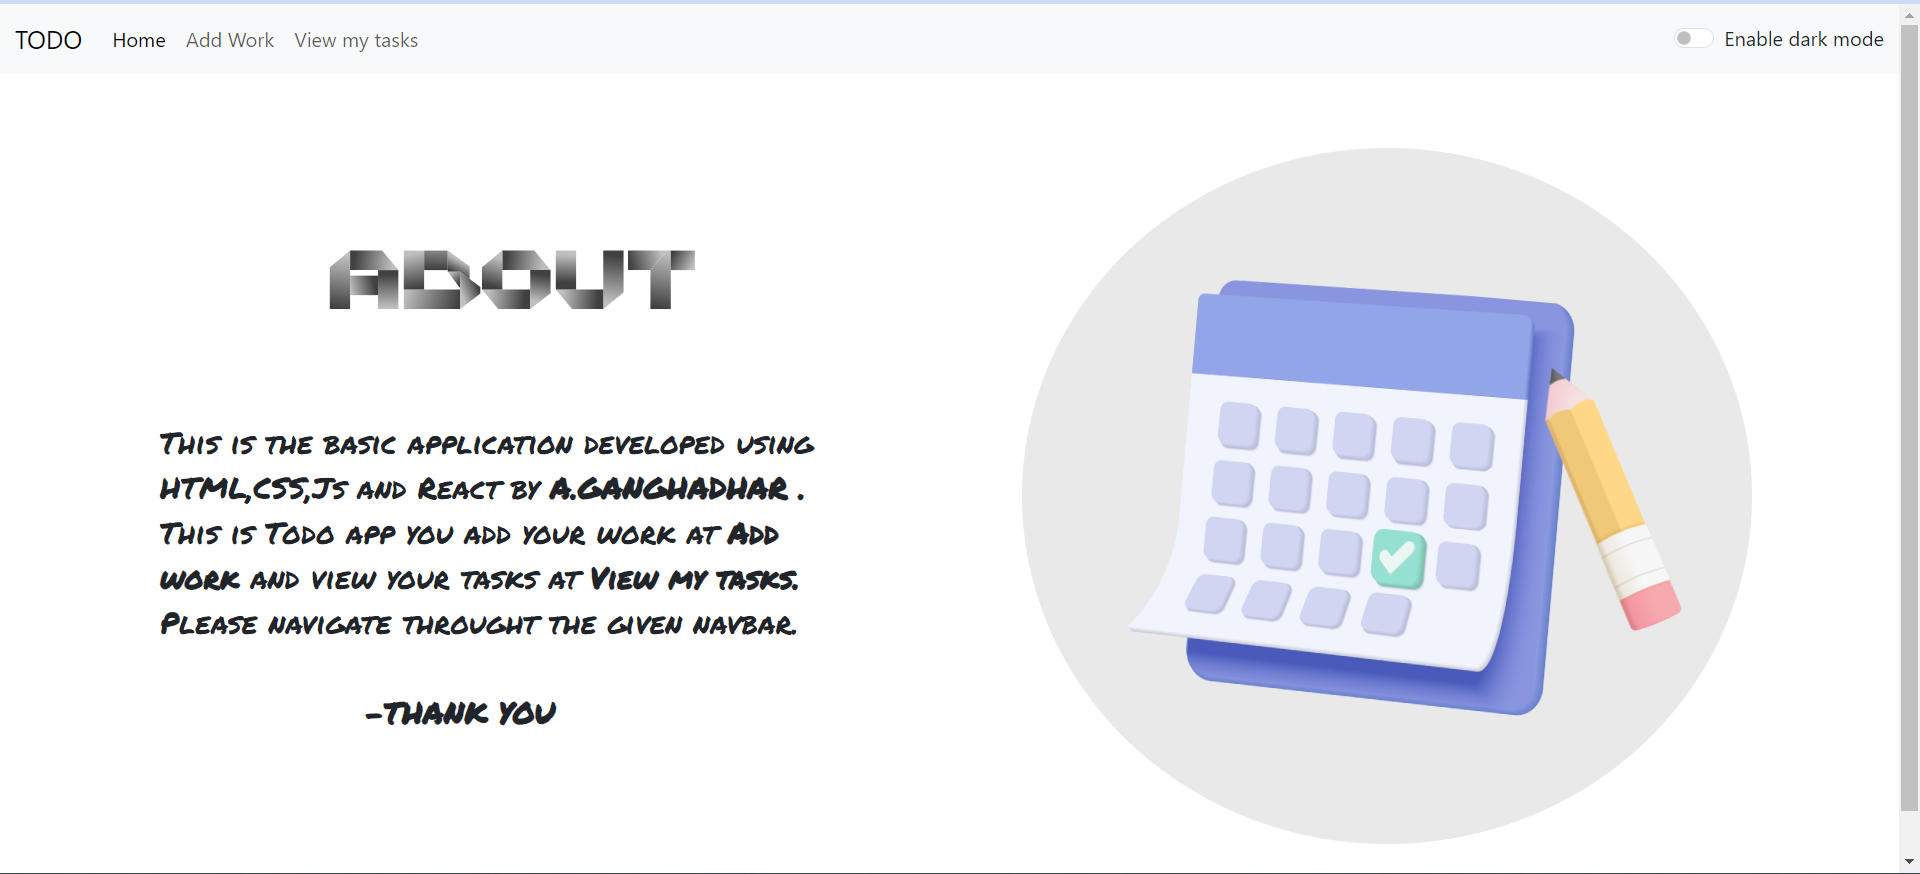 TODO Home Add Work View my tasks Enable dark mode
ABOUT
This is the basic application developed using
HTML,CSS,Js and React by A.GANGHADHAR .
This is Todo app you add your work at Add
work and view your tasks at View my tasks.
Please navigate throught the given navbar.
-THANK YOU